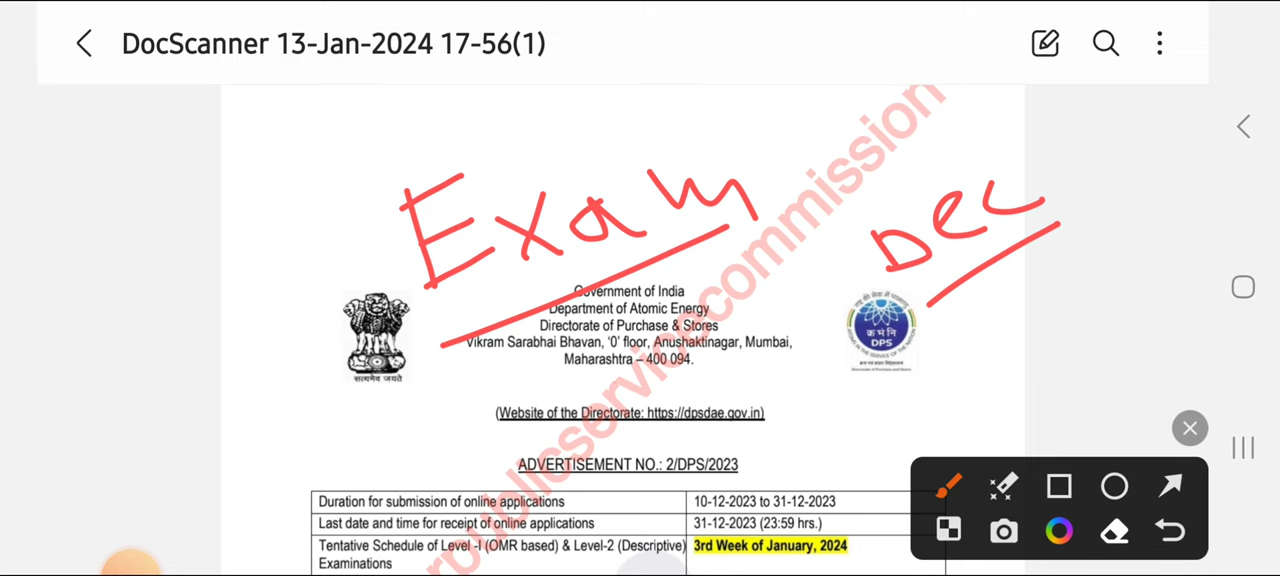 DocScanner 13-Jan-2024 17-56(1)
republicservicecommission
Exam
Dec
Government of India
Department of Atomic Energy
Directorate of Purchase & Stores
Vikram Sarabhai Bhavan, '0' floor, Anushaktinagar, Mumbai,
Maharashtra – 400 094.
सत्यमेव जयते
क भं नि
DPS
(Website of the Directorate: https://dpsdae.gov.in)
ADVERTISEMENT NO.: 2/DPS/2023
Duration for submission of online applications 10-12-2023 to 31-12-2023
Last date and time for receipt of online applications 31-12-2023 (23:59 hrs.)
Tentative Schedule of Level -I (OMR based) & Level-2 (Descriptive) 3rd Week of January, 2024
Examinations